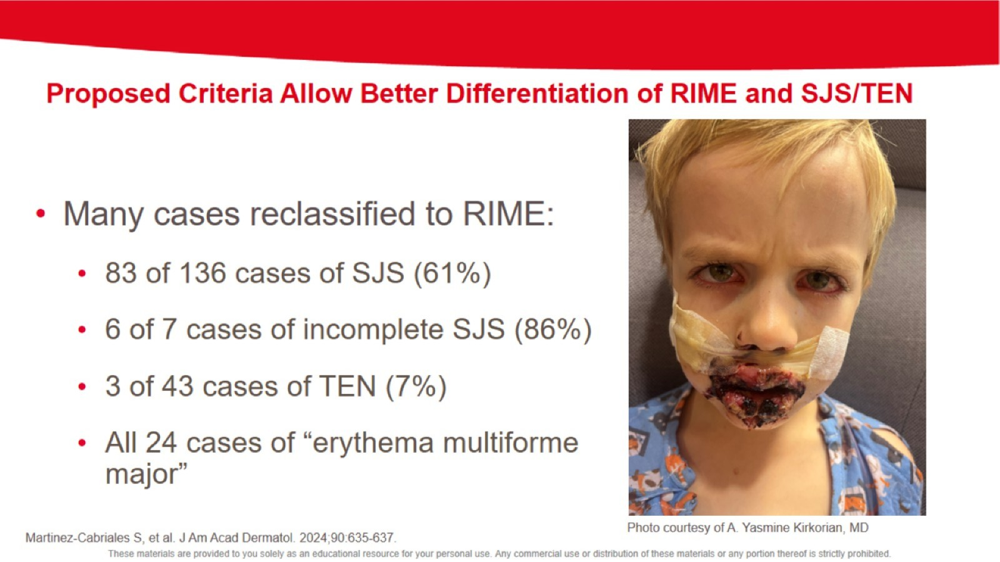 Proposed Criteria Allow Better Differentiation of RIME and SJS/TEN
• Many cases reclassified to RIME:
• 83 of 136 cases of SJS (61%)
• 6 of 7 cases of incomplete SJS (86%)
• 3 of 43 cases of TEN (7%)
• All 24 cases of “erythema multiforme
major”
Photo courtesy of A. Yasmine Kirkorian, MD
Martinez-Cabriales S, et al. J Am Acad Dermatol. 2024;90:635-637.
These materials are provided to you solely as an educational resource for your personal use. Any commercial use or distribution of these materials or any portion thereof is strictly prohibited.